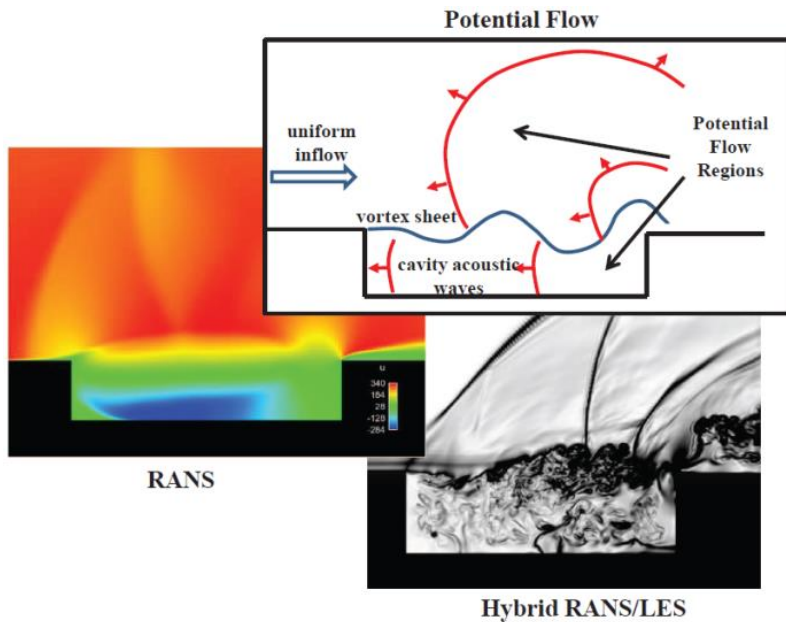 Potential Flow
uniform
inflow
Potential
Flow
Regions
vortex sheet
cavity acoustic
waves
u
340
184
28
-128
-284
RANS
Hybrid RANS/LES